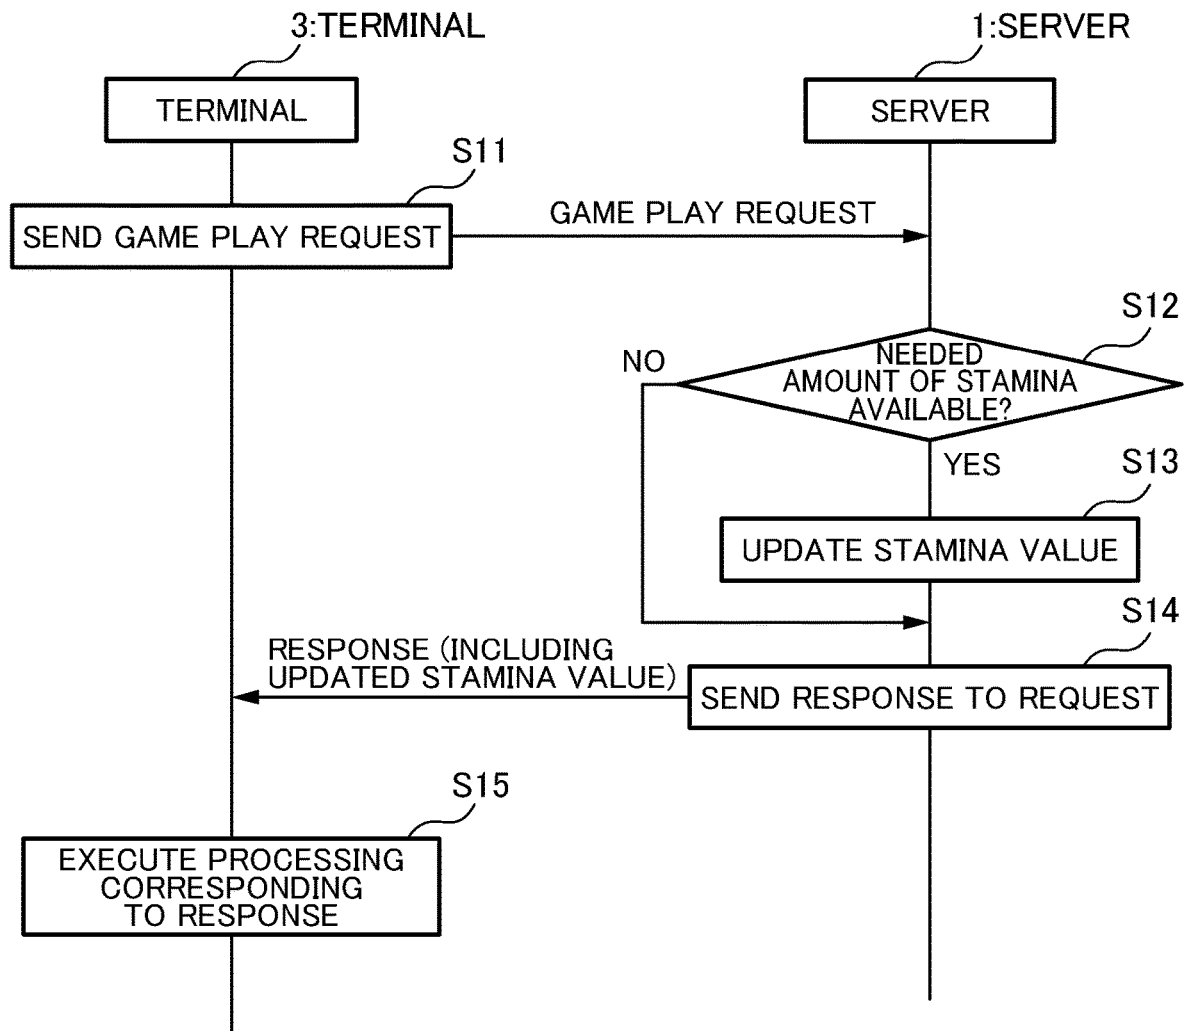 3:TERMINAL
1:SERVER
TERMINAL
SERVER
S11
SEND GAME PLAY REQUEST
GAME PLAY REQUEST
S12
NEEDED
AMOUNT OF STAMINA
AVAILABLE?
NO
YES
S13
UPDATE STAMINA VALUE
S14
RESPONSE (INCLUDING
UPDATED STAMINA VALUE)
SEND RESPONSE TO REQUEST
S15
EXECUTE PROCESSING
CORRESPONDING
TO RESPONSE